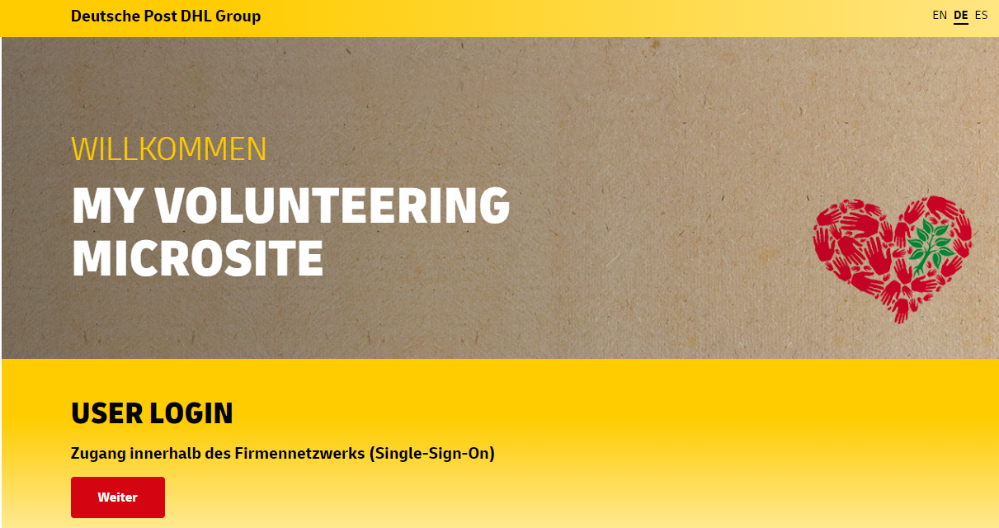 Deutsche Post DHL Group
EN DE ES
WILLKOMMEN
MY VOLUNTEERING
MICROSITE
USER LOGIN
Zugang innerhalb des Firmennetzwerks (Single-Sign-On)
Weiter